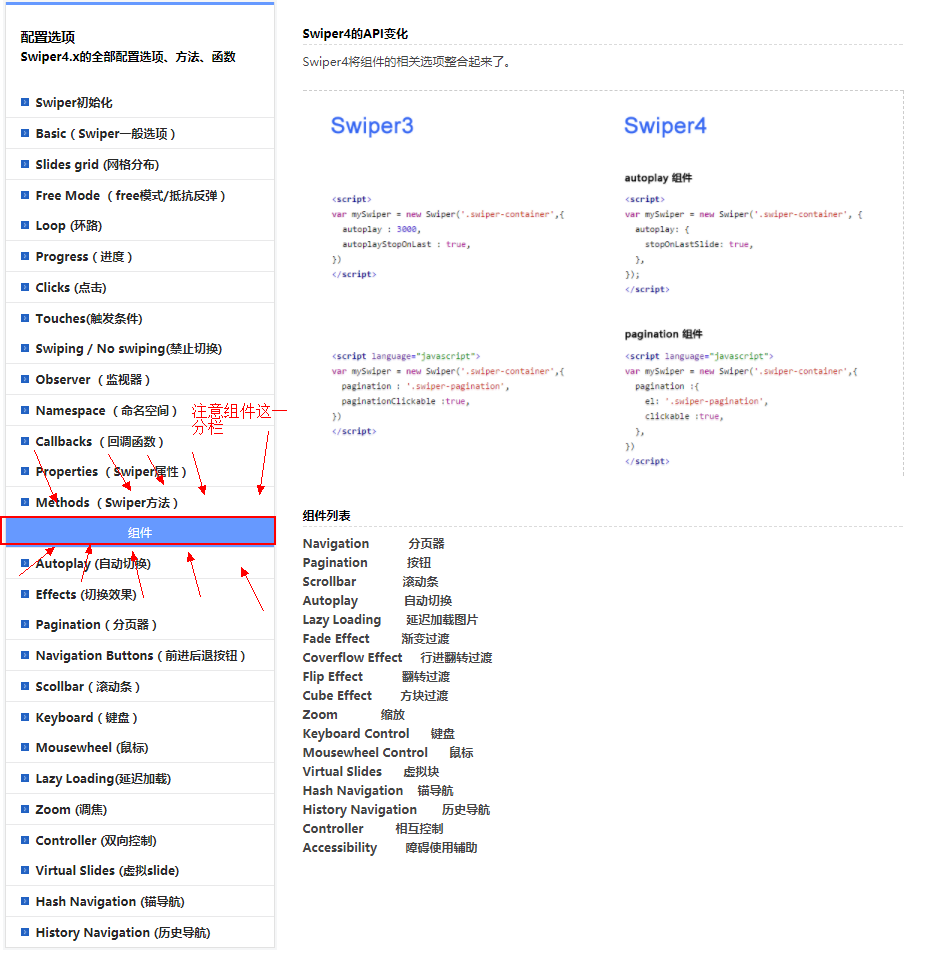 配置选项
Swiper4.x的全部配置选项、方法、函数
Swiper初始化
Basic ( Swiper一般选项 )
Slides grid (网格分布)
Free Mode （ free模式/抵抗反弹 ）
Loop (环路)
Progress ( 进度 )
Clicks (点击)
Touches(触发条件)
Swiping / No swiping(禁止切换)
Observer （ 监视器 ）
Namespace （ 命名空间 ）
注意组件这一
分栏
Callbacks （ 回调函数 ）
Properties （ Swiper属性 ）
Methods （ Swiper方法 ）
组件
Autoplay (自动切换)
Effects (切换效果)
Pagination ( 分页器 )
Navigation Buttons ( 前进后退按钮 )
Scollbar ( 滚动条 )
Keyboard ( 键盘 )
Mousewheel (鼠标)
Lazy Loading(延迟加载)
Zoom (调焦)
Controller (双向控制)
Virtual Slides (虚拟slide)
Hash Navigation (锚导航)
History Navigation (历史导航)
Swiper4的API变化
Swiper4将组件的相关选项整合起来了。
Swiper3
<script>
var mySwiper = new Swiper('.swiper-container',{
autoplay : 3000,
autoplayStopOnLast : true,
})
</script>
<script language="javascript">
var mySwiper = new Swiper('.swiper-container',{
pagination : '.swiper-pagination',
paginationClickable :true,
})
</script>
Swiper4
autoplay 组件
<script>
var mySwiper = new Swiper('.swiper-container', {
autoplay: {
stopOnLastSlide: true,
},
});
</script>
pagination 组件
<script language="javascript">
var mySwiper = new Swiper('.swiper-container',{
pagination :{
el: '.swiper-pagination',
clickable :true,
},
})
</script>
组件列表
Navigation 分页器
Pagination 按钮
Scrollbar 滚动条
Autoplay 自动切换
Lazy Loading 延迟加载图片
Fade Effect 渐变过渡
Coverflow Effect 行进翻转过渡
Flip Effect 翻转过渡
Cube Effect 方块过渡
Zoom 缩放
Keyboard Control 键盘
Mousewheel Control 鼠标
Virtual Slides 虚拟块
Hash Navigation 锚导航
History Navigation 历史导航
Controller 相互控制
Accessibility 障碍使用辅助